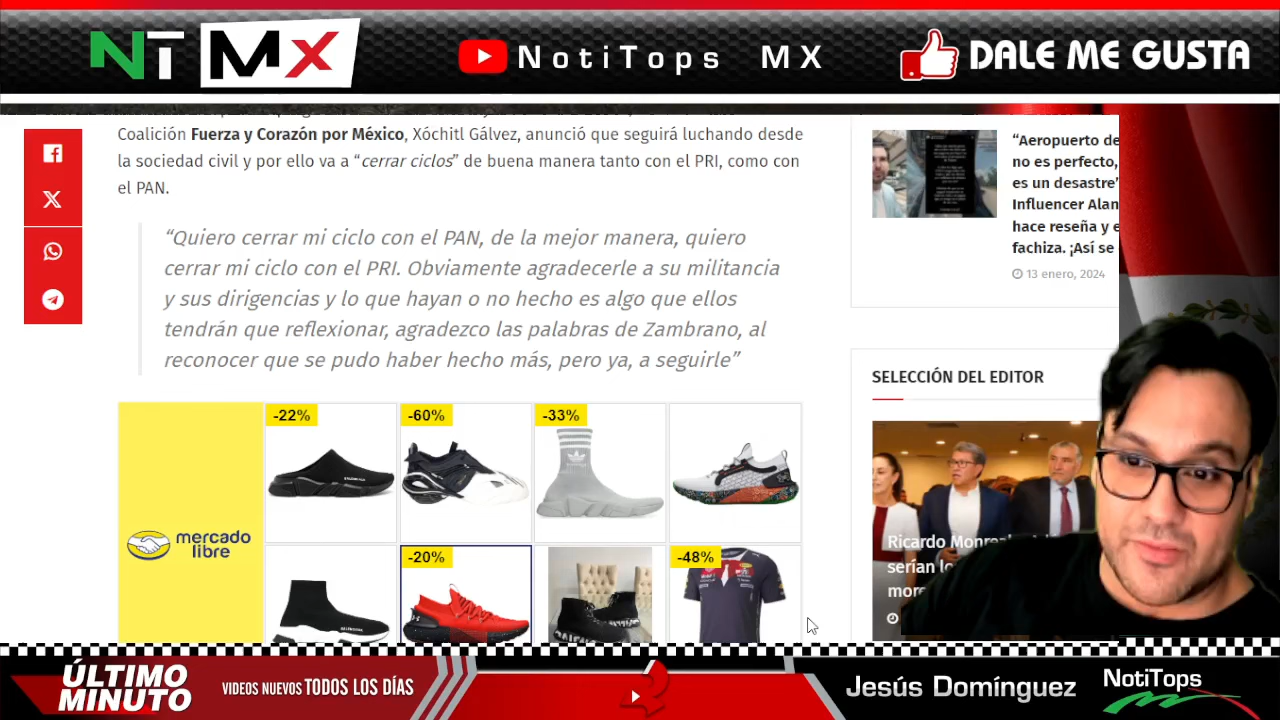 NT MX
NotiTops MX
DALE ME GUSTA
Coalición Fuerza y Corazón por México, Xóchitl Gálvez, anunció que seguirá luchando desde
la sociedad civil y por ello va a “cerrar ciclos” de buena manera tanto con el PRI, como con
el PAN.
“Quiero cerrar mi ciclo con el PAN, de la mejor manera, quiero
cerrar mi ciclo con el PRI. Obviamente agradecerle a su militancia
y sus dirigencias y lo que hayan o no hecho es algo que ellos
tendrán que reflexionar, agradezco las palabras de Zambrano, al
reconocer que se pudo haber hecho más, pero ya, a seguirle”
-22%
-60%
-33%
mercado
libre
-20%
-48%
“Aeropuerto de
no es perfecto,
es un desastre”
Influencer Alan
hace reseña y e
fachiza. ¡Así se
13 enero, 2024
SELECCIÓN DEL EDITOR
Ricardo Monrea
serían lo
more
ÚLTIMO
MINUTO
VIDEOS NUEVOS TODOS LOS DÍAS
Jesús Domínguez
NotiTops